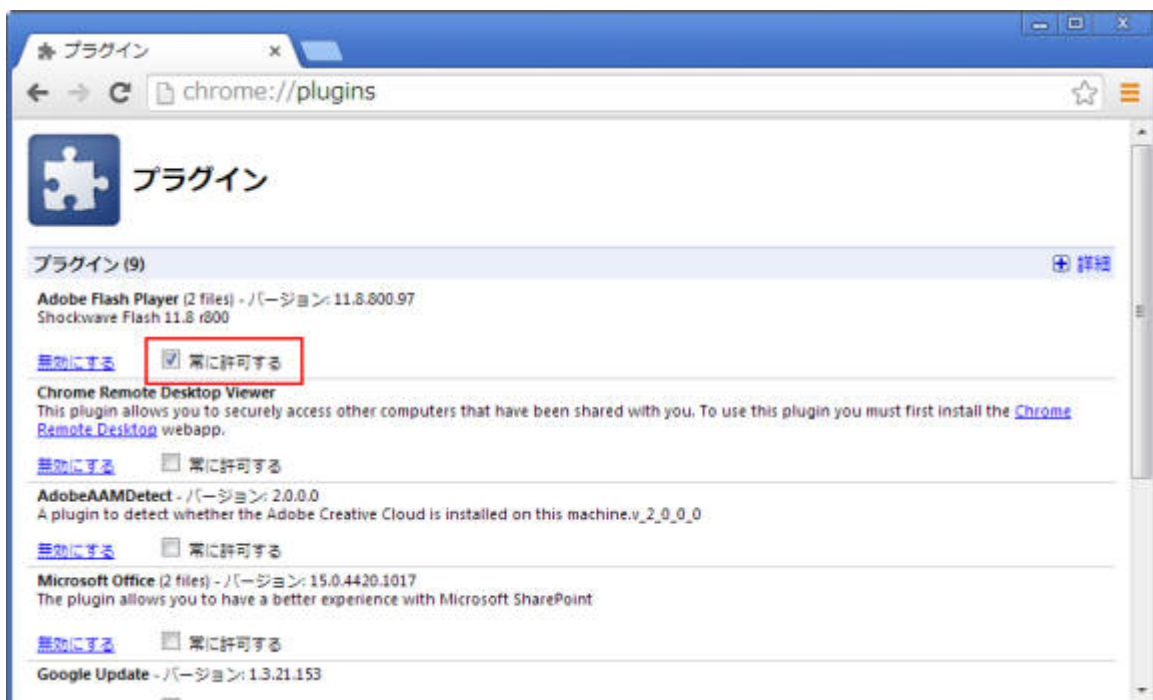 プラグイン
chrome://plugins
プラグイン
プラグイン (9)
詳細
Adobe Flash Player (2 files) - バージョン: 11.8.800.97
Shockwave Flash 11.8 r800
無効にする 常に許可する
Chrome Remote Desktop Viewer
This plugin allows you to securely access other computers that have been shared with you. To use this plugin you must first install the Chrome
Remote Desktop webapp.
無効にする 常に許可する
AdobeAAMDetect - バージョン: 2.0.0.0
A plugin to detect whether the Adobe Creative Cloud is installed on this machine.v_2_0_0_0
無効にする 常に許可する
Microsoft Office (2 files) - バージョン: 15.0.4420.1017
The plugin allows you to have a better experience with Microsoft SharePoint
無効にする 常に許可する
Google Update - バージョン: 1.3.21.153